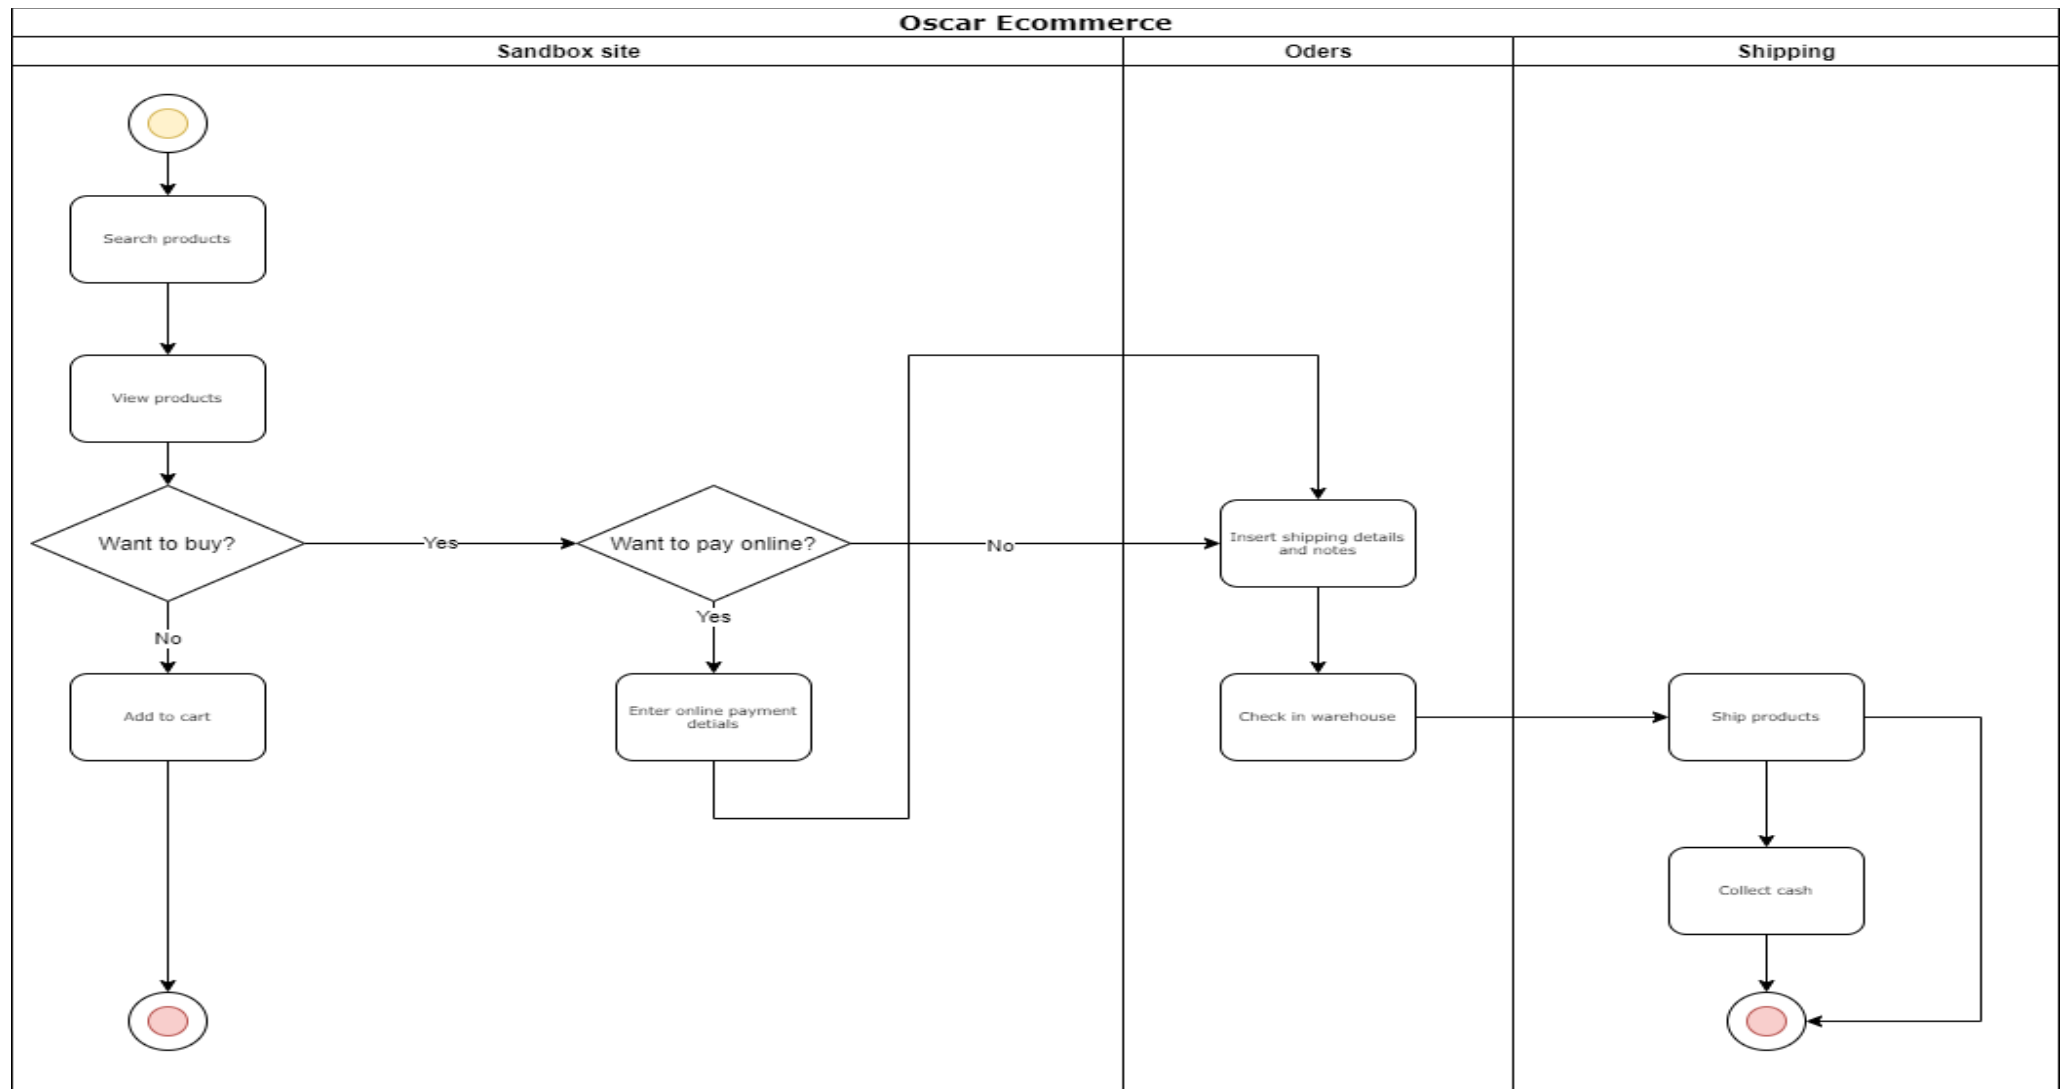 Oscar Ecommerce
Sandbox site
Oders
Shipping
Search products
View products
Want to buy?
Yes
Want to pay online?
No
Insert shipping details
and notes
No
Yes
Add to cart
Enter online payment
detials
Check in warehouse
Ship products
Collect cash